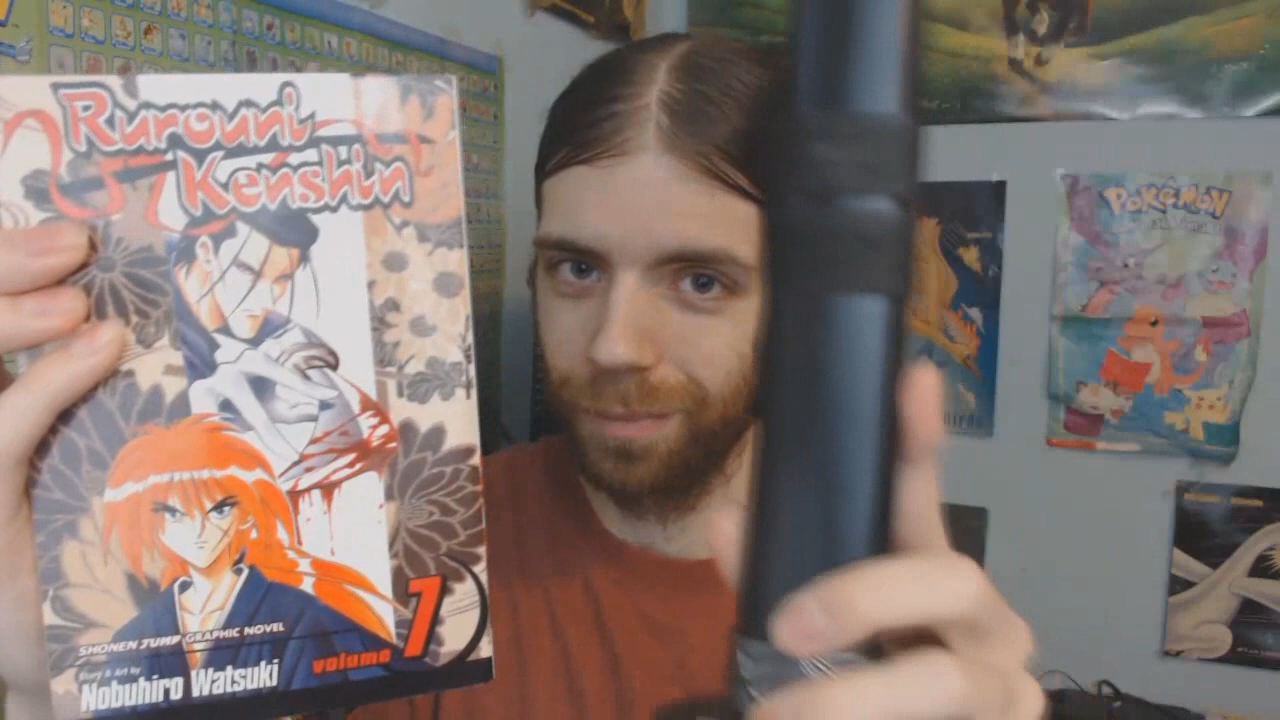 Rurouni
Kenshin
SHONEN JUMP GRAPHIC NOVEL
Story & Art by
Nobuhiro Watsuki
volume 7
POKéMON